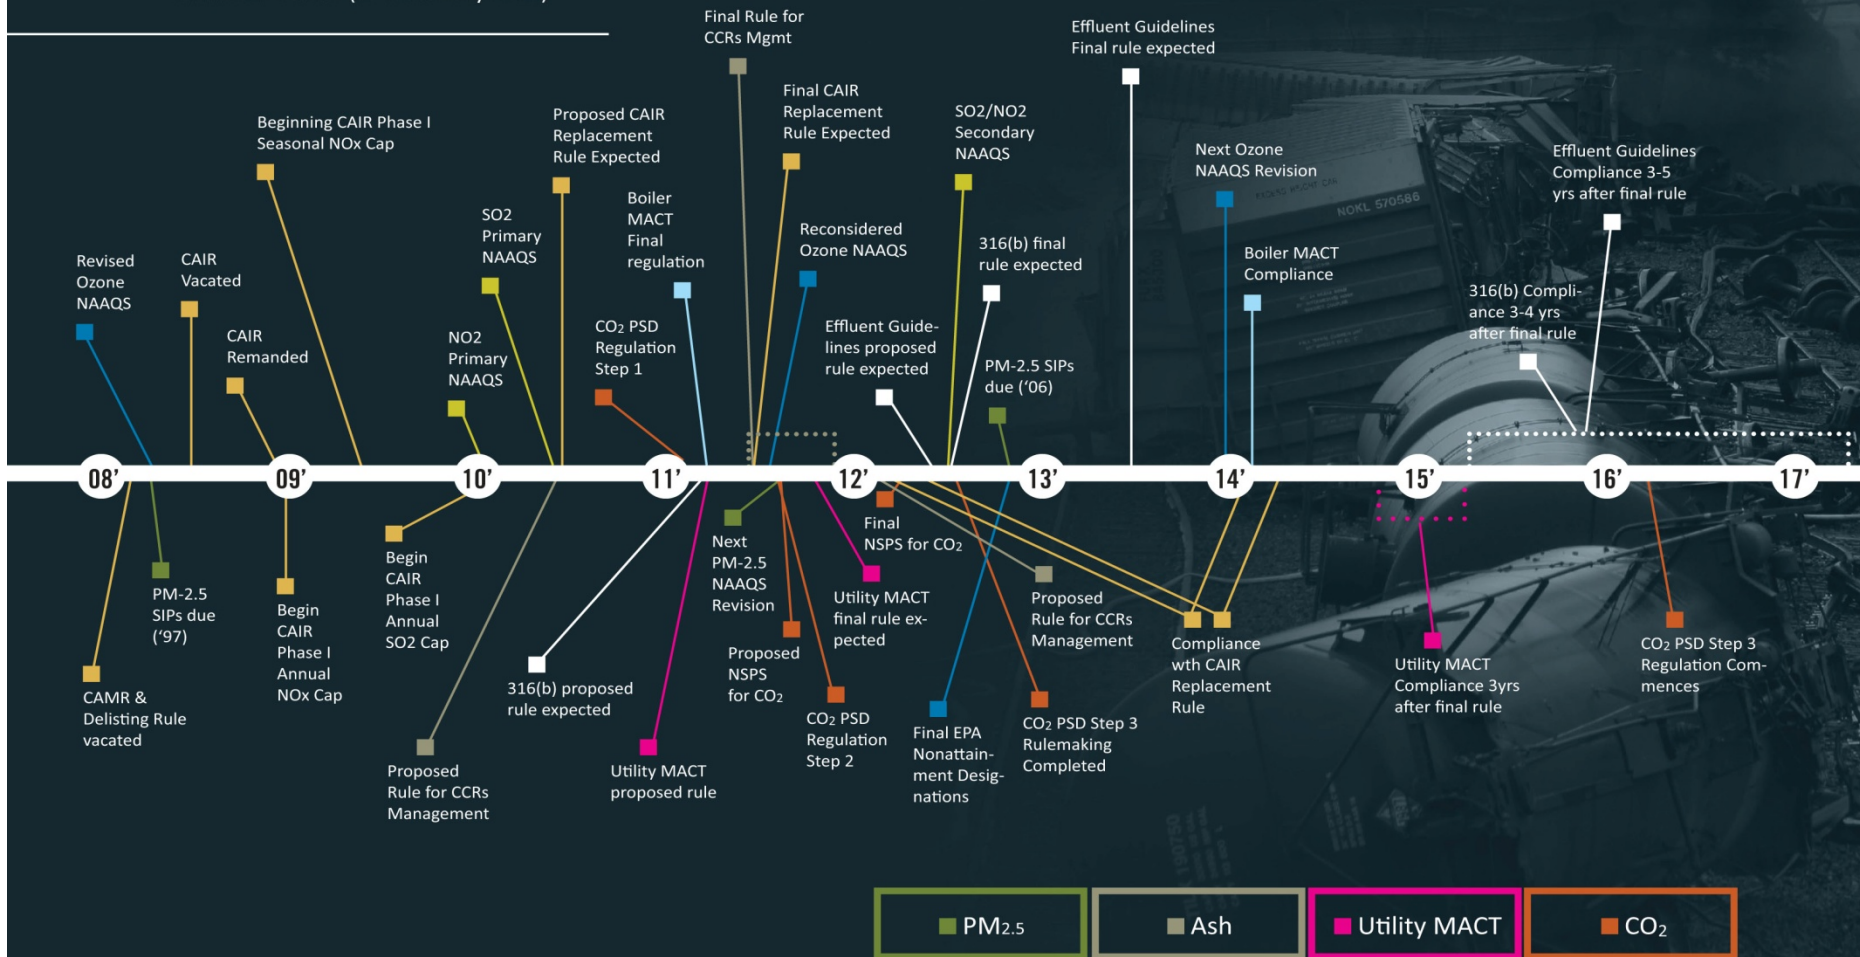 Final Rule for
CCRs Mgmt
Effluent Guidelines
Final rule expected
Beginning CAIR Phase I
Seasonal NOx Cap
Proposed CAIR
Replacement
Rule Expected
Final CAIR
Replacement
Rule Expected
SO2/NO2
Secondary
NAAQS
Next Ozone
NAAQS Revision
Effluent Guidelines
Compliance 3-5
yrs after final rule
NOKL 570586
Revised
Ozone
NAAQS
CAIR
Vacated
SO2
Primary
NAAQS
Boiler
MACT
Final
regulation
Reconsidered
Ozone NAAQS
316(b) final
rule expected
Boiler MACT
Compliance
316(b) Compli-
ance 3-4 yrs
after final rule
CAIR
Remanded
NO2
Primary
NAAQS
CO₂ PSD
Regulation
Step 1
Effluent Guide-
lines proposed
rule expected
PM-2.5 SIPs
due (‘06)
08’ 09’ 10’ 11’ 12’ 13’ 14’ 15’ 16’ 17’
PM-2.5
SIPs due
(‘97)
CAMR &
Delisting Rule
vacated
Begin
CAIR
Phase I
Annual
NOx Cap
Begin
CAIR
Phase I
Annual
SO2 Cap
Proposed
Rule for CCRs
Management
316(b) proposed
rule expected
Utility MACT
proposed rule
Next
PM-2.5
NAAQS
Revision
Proposed
NSPS
for CO₂
CO₂ PSD
Regulation
Step 2
Utility MACT
final rule ex-
pected
Final
NSPS for CO₂
Final EPA
Nonattain-
ment Desig-
nations
Proposed
Rule for CCRs
Management
CO₂ PSD Step 3
Rulemaking
Completed
Compliance
wth CAIR
Replacement
Rule
Utility MACT
Compliance 3yrs
after final rule
CO₂ PSD Step 3
Regulation Com-
mences
PM₂.₅
Ash
Utility MACT
CO₂